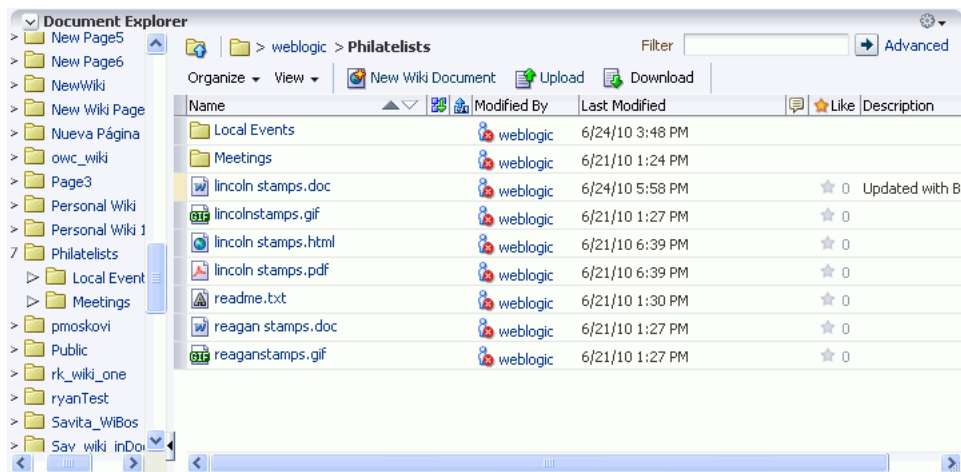 Document Explorer
New Page5
New Page6
NewWiki
New Wiki Page
Nueva Página
owc_wiki
Page3
Personal Wiki
Personal Wiki 1
Philatelists
Local Event
Meetings
pmoskovi
Public
rk_wiki_one
ryanTest
Savita_WiBos
Sav_wiki_inDo
> weblogic > Philatelists
Filter Advanced
Organize View New Wiki Document Upload Download
Name Modified By Last Modified Like Description
Local Events weblogic 6/24/10 3:48 PM
Meetings weblogic 6/21/10 1:24 PM
lincoln stamps.doc weblogic 6/24/10 5:58 PM 0 Updated with B
lincolnstamps.gif weblogic 6/21/10 1:27 PM 0
lincoln stamps.html weblogic 6/21/10 6:39 PM 0
lincoln stamps.pdf weblogic 6/21/10 6:39 PM 0
readme.txt weblogic 6/21/10 1:30 PM 0
reagan stamps.doc weblogic 6/21/10 1:27 PM 0
reaganstamps.gif weblogic 6/21/10 1:27 PM 0